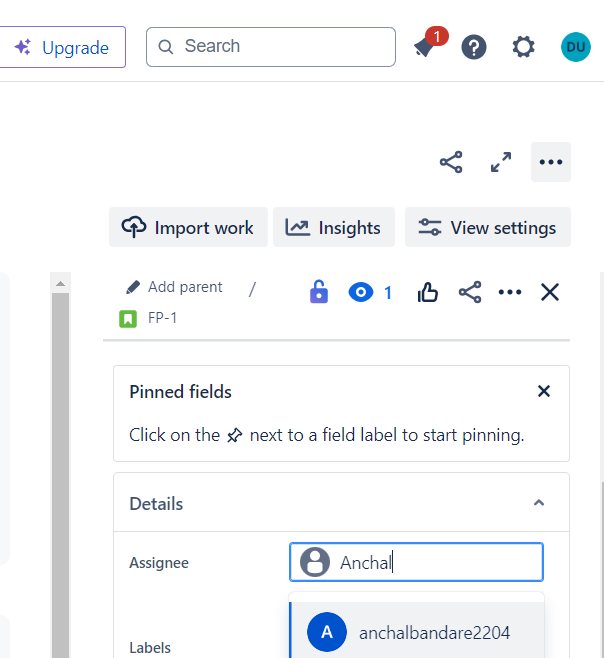 Upgrade
Search
1
DU
Import work
Insights
View settings
Add parent /
1
FP-1
Pinned fields
Click on the next to a field label to start pinning.
Details
Assignee
Anchal
A
anchalbandare2204
Labels